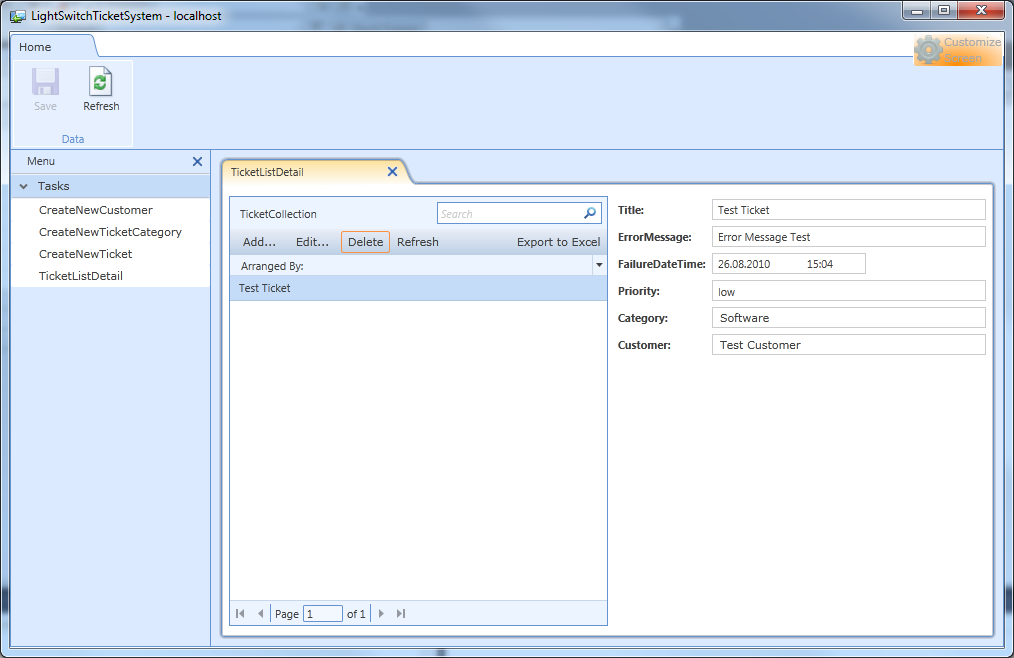 LightSwitchTicketSystem - localhost
Home
Customize
Screen
Save
Refresh
Data
Menu
Tasks
CreateNewCustomer
CreateNewTicketCategory
CreateNewTicket
TicketListDetail
TicketListDetail
TicketCollection
Search
Add... Edit... Delete Refresh Export to Excel
Arranged By:
Test Ticket
Page 1 of 1
Title: Test Ticket
ErrorMessage: Error Message Test
FailureDateTime: 26.08.2010 15:04
Priority: low
Category: Software
Customer: Test Customer